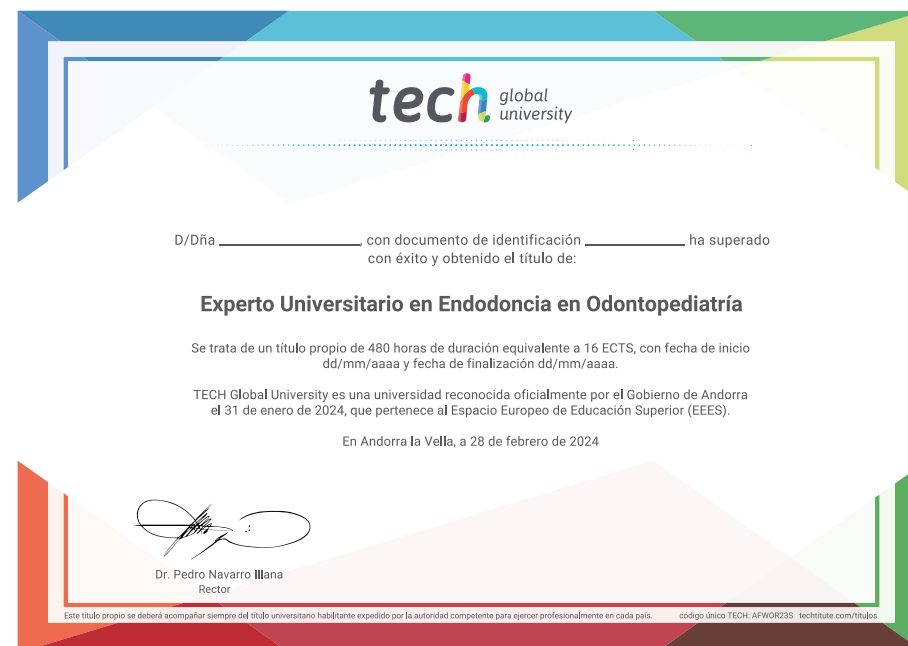 tech global university
D/Dña ____________________, con documento de identificación ______________ ha superado
con éxito y obtenido el título de:
Experto Universitario en Endodoncia en Odontopediatría
Se trata de un título propio de 480 horas de duración equivalente a 16 ECTS, con fecha de inicio
dd/mm/aaaa y fecha de finalización dd/mm/aaaa.
TECH Global University es una universidad reconocida oficialmente por el Gobierno de Andorra
el 31 de enero de 2024, que pertenece al Espacio Europeo de Educación Superior (EEES).
En Andorra la Vella, a 28 de febrero de 2024
Dr. Pedro Navarro Illana
Rector
Este título propio se deberá acompañar siempre del título universitario habilitante expedido por la autoridad competente para ejercer profesionalmente en cada país. código único TECH: AFWOR23S techtitute.com/titulos